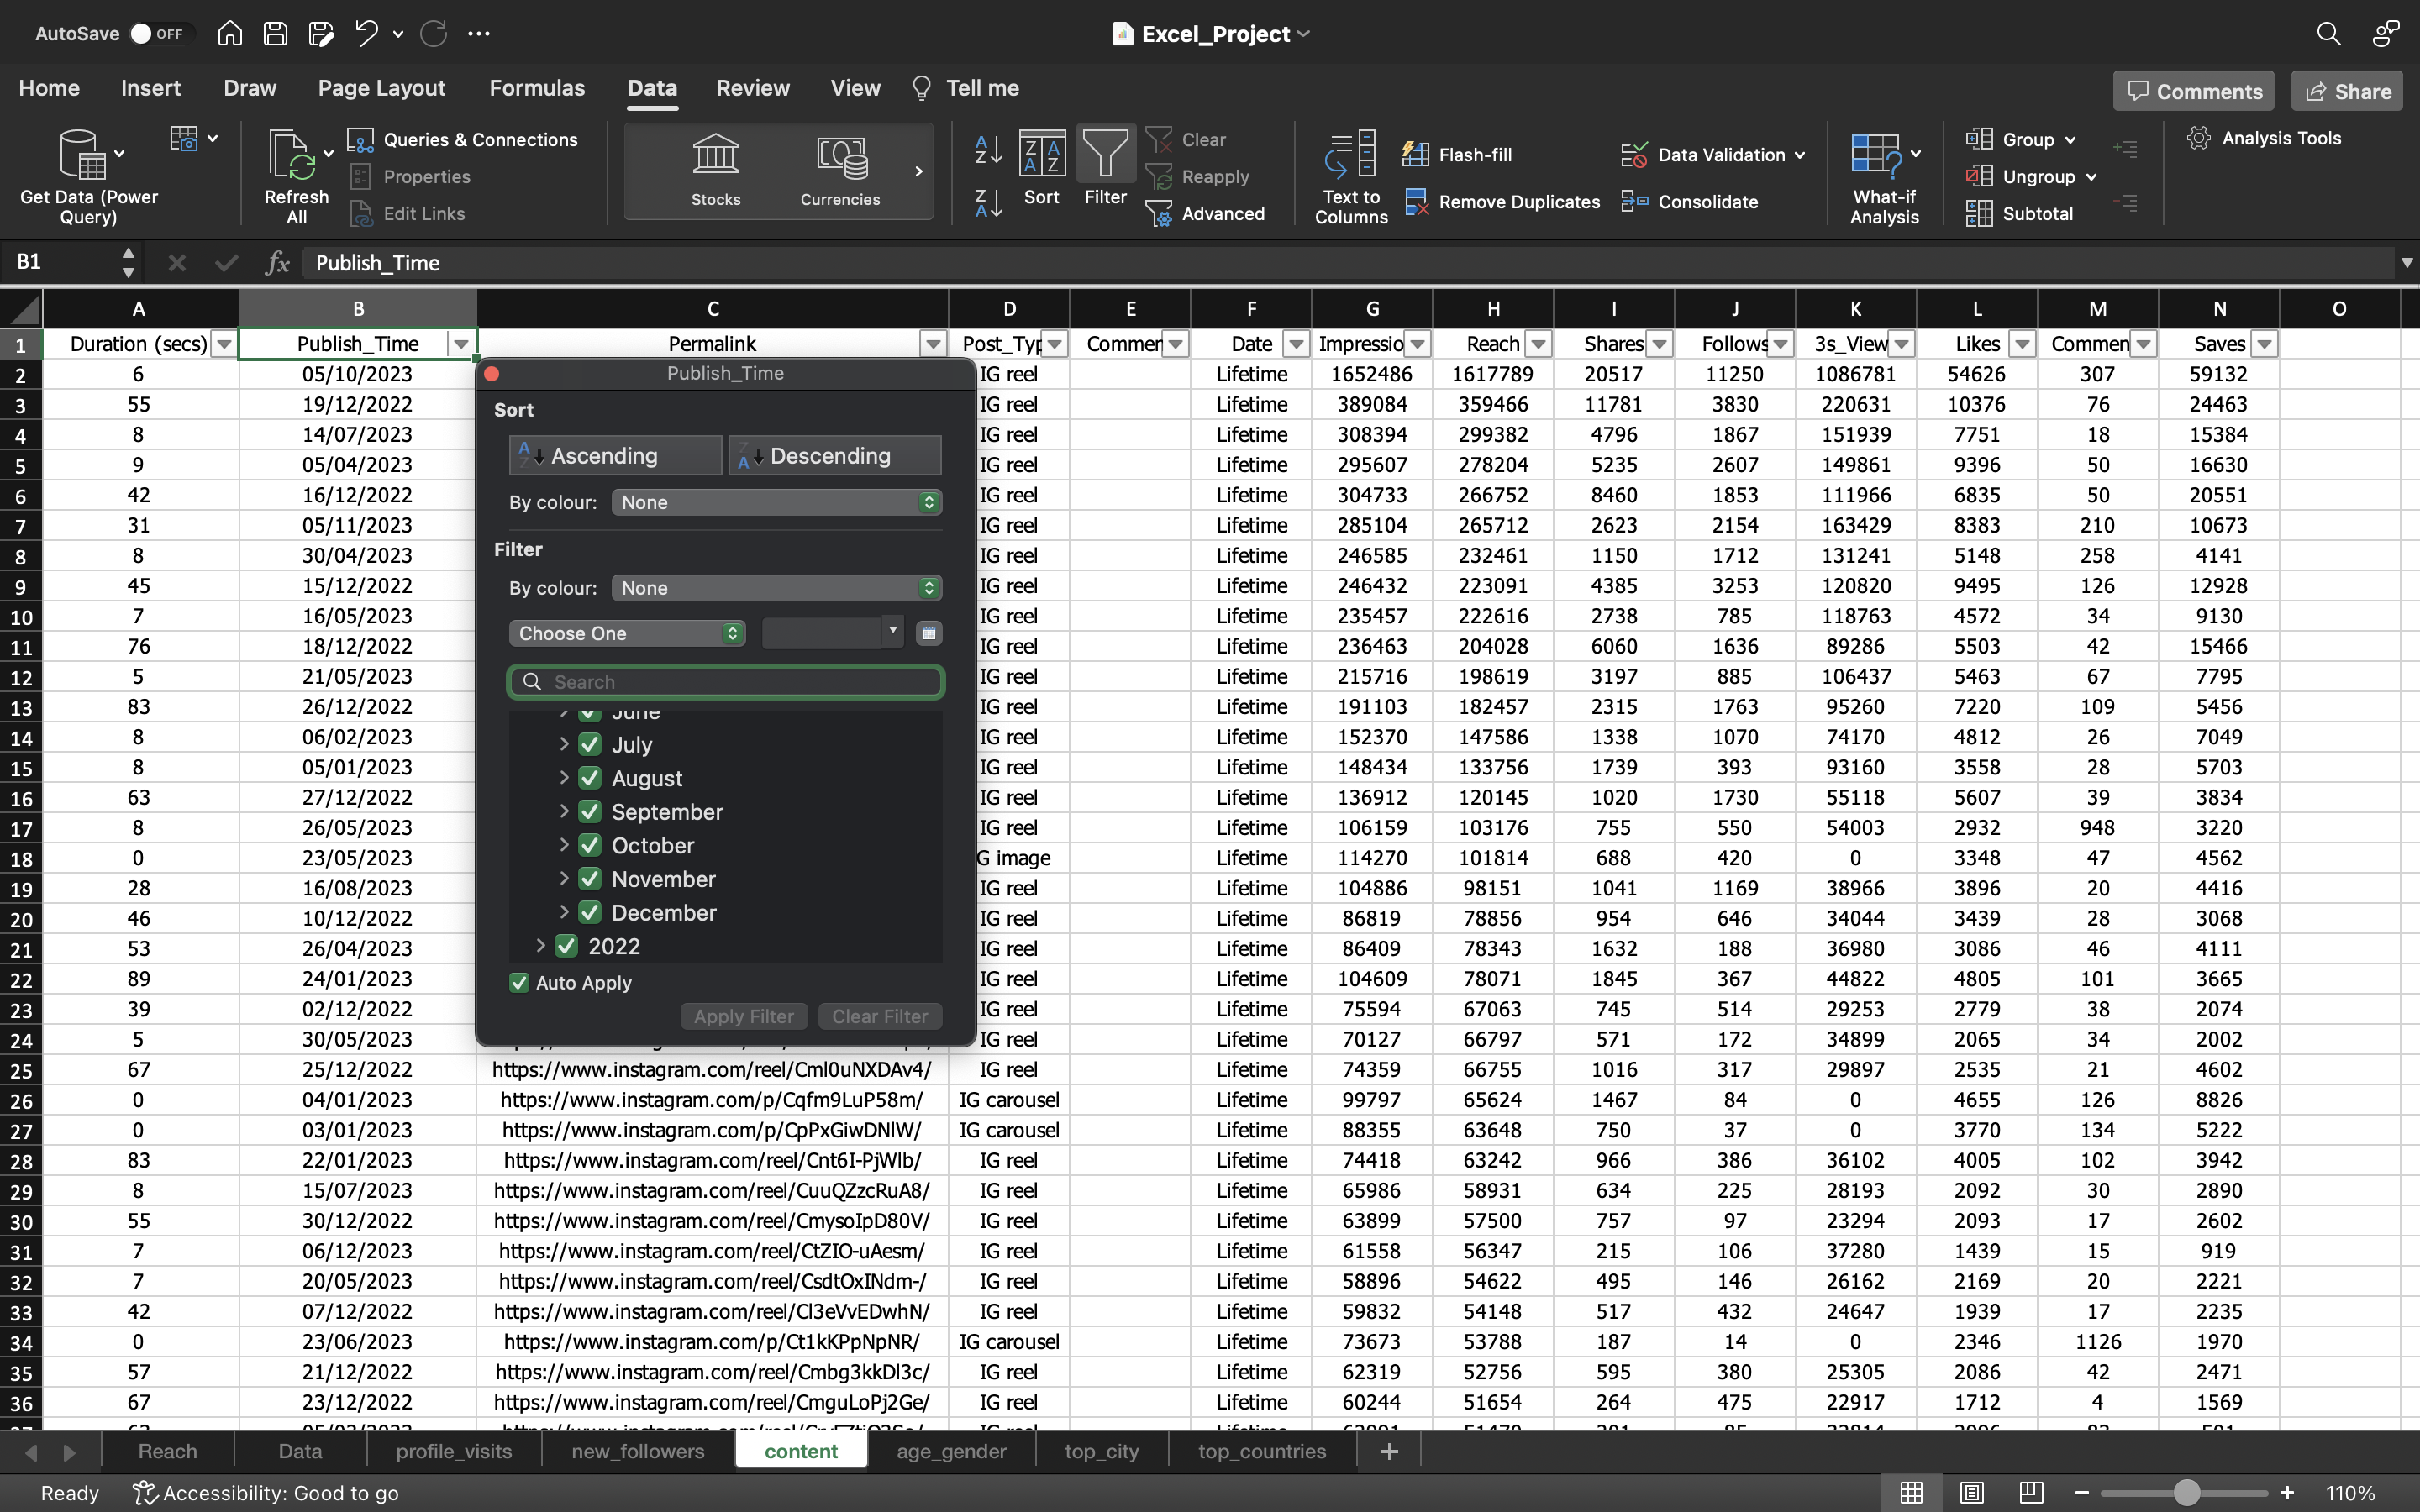 AutoSave OFF Excel_Project
Home Insert Draw Page Layout Formulas Data Review View Tell me Comments Share
Get Data (Power Query) Refresh All Queries & Connections Properties Edit Links Stocks Currencies Sort Filter Clear Reapply Advanced Text to Columns Flash-fill Remove Duplicates Data Validation Consolidate What-if Analysis Group Ungroup Subtotal Analysis Tools
B1 fx Publish_Time
A B C D E F G H I J K L M N O
1 Duration (secs) Publish_Time Permalink Post_Typ Commer Date Impressio Reach Shares Follows 3s_View Likes Commen Saves
2 6 05/10/2023 IG reel Lifetime 1652486 1617789 20517 11250 1086781 54626 307 59132
3 55 19/12/2022 IG reel Lifetime 389084 359466 11781 3830 220631 10376 76 24463
4 8 14/07/2023 IG reel Lifetime 308394 299382 4796 1867 151939 7751 18 15384
5 9 05/04/2023 IG reel Lifetime 295607 278204 5235 2607 149861 9396 50 16630
6 42 16/12/2022 IG reel Lifetime 304733 266752 8460 1853 111966 6835 50 20551
7 31 05/11/2023 IG reel Lifetime 285104 265712 2623 2154 163429 8383 210 10673
8 8 30/04/2023 IG reel Lifetime 246585 232461 1150 1712 131241 5148 258 4141
9 45 15/12/2022 IG reel Lifetime 246432 223091 4385 3253 120820 9495 126 12928
10 7 16/05/2023 IG reel Lifetime 235457 222616 2738 785 118763 4572 34 9130
11 76 18/12/2022 IG reel Lifetime 236463 204028 6060 1636 89286 5503 42 15466
12 5 21/05/2023 IG reel Lifetime 215716 198619 3197 885 106437 5463 67 7795
13 83 26/12/2022 IG reel Lifetime 191103 182457 2315 1763 95260 7220 109 5456
14 8 06/02/2023 IG reel Lifetime 152370 147586 1338 1070 74170 4812 26 7049
15 8 05/01/2023 IG reel Lifetime 148434 133756 1739 393 93160 3558 28 5703
16 63 27/12/2022 IG reel Lifetime 136912 120145 1020 1730 55118 5607 39 3834
17 8 26/05/2023 IG reel Lifetime 106159 103176 755 550 54003 2932 948 3220
18 0 23/05/2023 G image Lifetime 114270 101814 688 420 0 3348 47 4562
19 28 16/08/2023 IG reel Lifetime 104886 98151 1041 1169 38966 3896 20 4416
20 46 10/12/2022 IG reel Lifetime 86819 78856 954 646 34044 3439 28 3068
21 53 26/04/2023 IG reel Lifetime 86409 78343 1632 188 36980 3086 46 4111
22 89 24/01/2023 IG reel Lifetime 104609 78071 1845 367 44822 4805 101 3665
23 39 02/12/2022 IG reel Lifetime 75594 67063 745 514 29253 2779 38 2074
24 5 30/05/2023 IG reel Lifetime 70127 66797 571 172 34899 2065 34 2002
25 67 25/12/2022 https://www.instagram.com/reel/Cml0uNXDAv4/ IG reel Lifetime 74359 66755 1016 317 29897 2535 21 4602
26 0 04/01/2023 https://www.instagram.com/p/Cqfm9LuP58m/ IG carousel Lifetime 99797 65624 1467 84 0 4655 126 8826
27 0 03/01/2023 https://www.instagram.com/p/CpPxGiwDNlW/ IG carousel Lifetime 88355 63648 750 37 0 3770 134 5222
28 83 22/01/2023 https://www.instagram.com/reel/Cnt6I-PjWlb/ IG reel Lifetime 74418 63242 966 386 36102 4005 102 3942
29 8 15/07/2023 https://www.instagram.com/reel/CuuQZzcRuA8/ IG reel Lifetime 65986 58931 634 225 28193 2092 30 2890
30 55 30/12/2022 https://www.instagram.com/reel/CmysoIpD80V/ IG reel Lifetime 63899 57500 757 97 23294 2093 17 2602
31 7 06/12/2023 https://www.instagram.com/reel/CtZIO-uAesm/ IG reel Lifetime 61558 56347 215 106 37280 1439 15 919
32 7 20/05/2023 https://www.instagram.com/reel/CsdtOxINdm-/ IG reel Lifetime 58896 54622 495 146 26162 2169 20 2221
33 42 07/12/2022 https://www.instagram.com/reel/Cl3eVvEDwhN/ IG reel Lifetime 59832 54148 517 432 24647 1939 17 2235
34 0 23/06/2023 https://www.instagram.com/p/Ct1kKPpNpNR/ IG carousel Lifetime 73673 53788 187 14 0 2346 1126 1970
35 57 21/12/2022 https://www.instagram.com/reel/Cmbg3kkDl3c/ IG reel Lifetime 62319 52756 595 380 25305 2086 42 2471
36 67 23/12/2022 https://www.instagram.com/reel/CmguLoPj2Ge/ IG reel Lifetime 60244 51654 264 475 22917 1712 4 1569
Publish_Time
Sort
Ascending Descending
By colour: None
Filter
By colour: None
Choose One
Search
June
July
August
September
October
November
December
2022
Auto Apply
Apply Filter Clear Filter
Reach Data profile_visits new_followers content age_gender top_city top_countries
Ready Accessibility: Good to go 110%